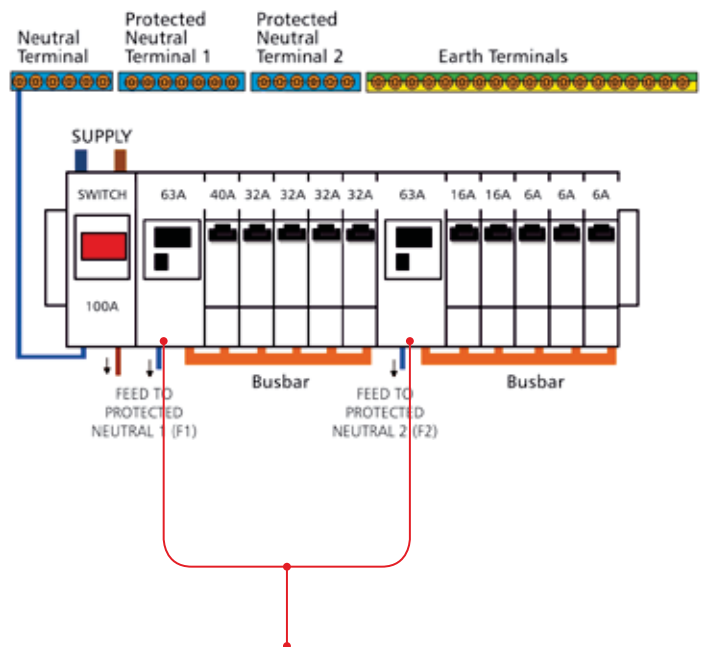 Neutral
Terminal
Protected
Neutral
Terminal 1
Protected
Neutral
Terminal 2
Earth Terminals
SUPPLY
SWITCH
63A
40A
32A
32A
32A
32A
63A
16A
16A
6A
6A
6A
100A
FEED TO
PROTECTED
NEUTRAL 1 (F1)
Busbar
FEED TO
PROTECTED
NEUTRAL 2 (F2)
Busbar